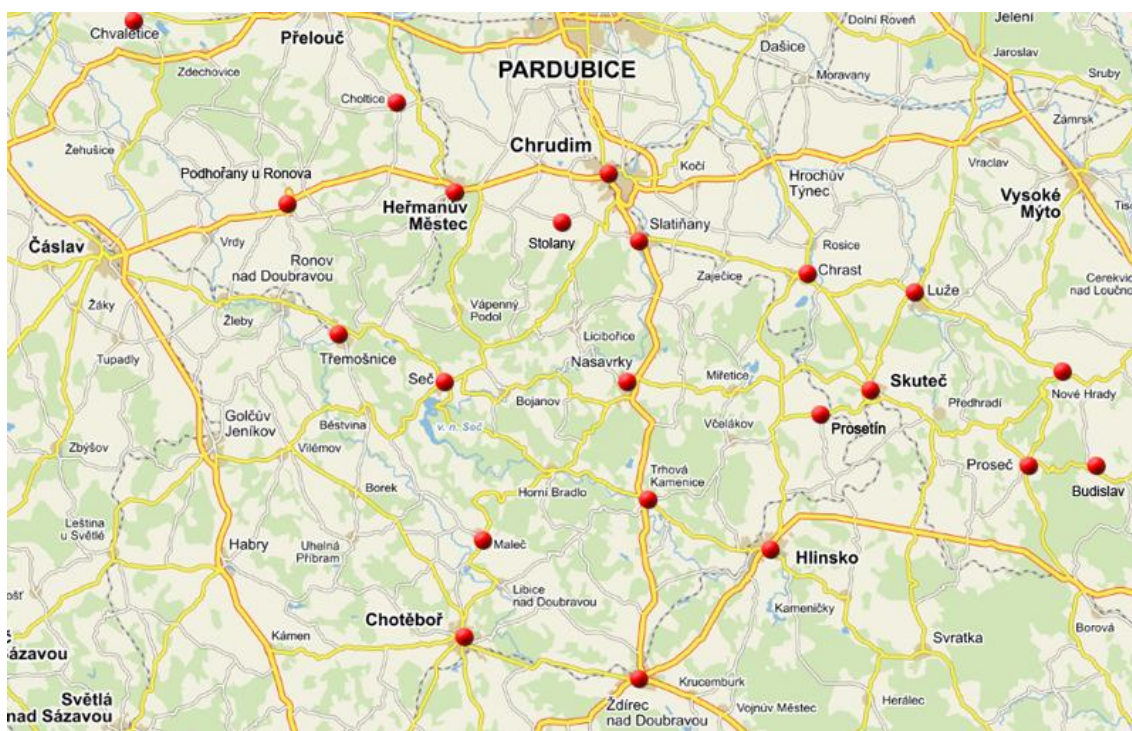 Chvaletice
Přelouč
Dolní Roveň
Jelení
Dašice
Jaroslav
PARDUBICE
Moravany
Sruby
Zdechovice
Choltice
Zámrsk
Žehušice
Chrudim
Kočí
Vraclav
Podhořany u Ronova
Hrochův
Týnec
Vysoké
Mýto
Heřmanův
Městec
Slatiňany
Čáslav
Vrdy
Stolany
Rosice
Ronov
nad Doubravou
Zaječice
Chrast
Cerekvic
nad Loučno
Žáky
Žleby
Vápenný
Podol
Luže
Licibořice
Tupadly
Třemošnice
Nasavrky
Seč
Miřetice
Skuteč
Nové Hrady
Bojanov
Předhradí
Golčův
Jeníkov
Běstvina
v. n. Seč
Včelákov
Prosetín
Zbýšov
Vilémov
Proseč
Trhová
Kamenice
Budislav
Borek
Horní Bradlo
Leština
u Světlé
Habry
Uhelná
Příbram
Maleč
Hlinsko
Libice
nad Doubravou
Kameničky
ošť
Chotěboř
Borová
č
Sázavou
Kámen
Svratka
Krucemburk
Světlá
nad Sázavou
Ždírec
nad Doubravou
Vojnův Městec
Herálec